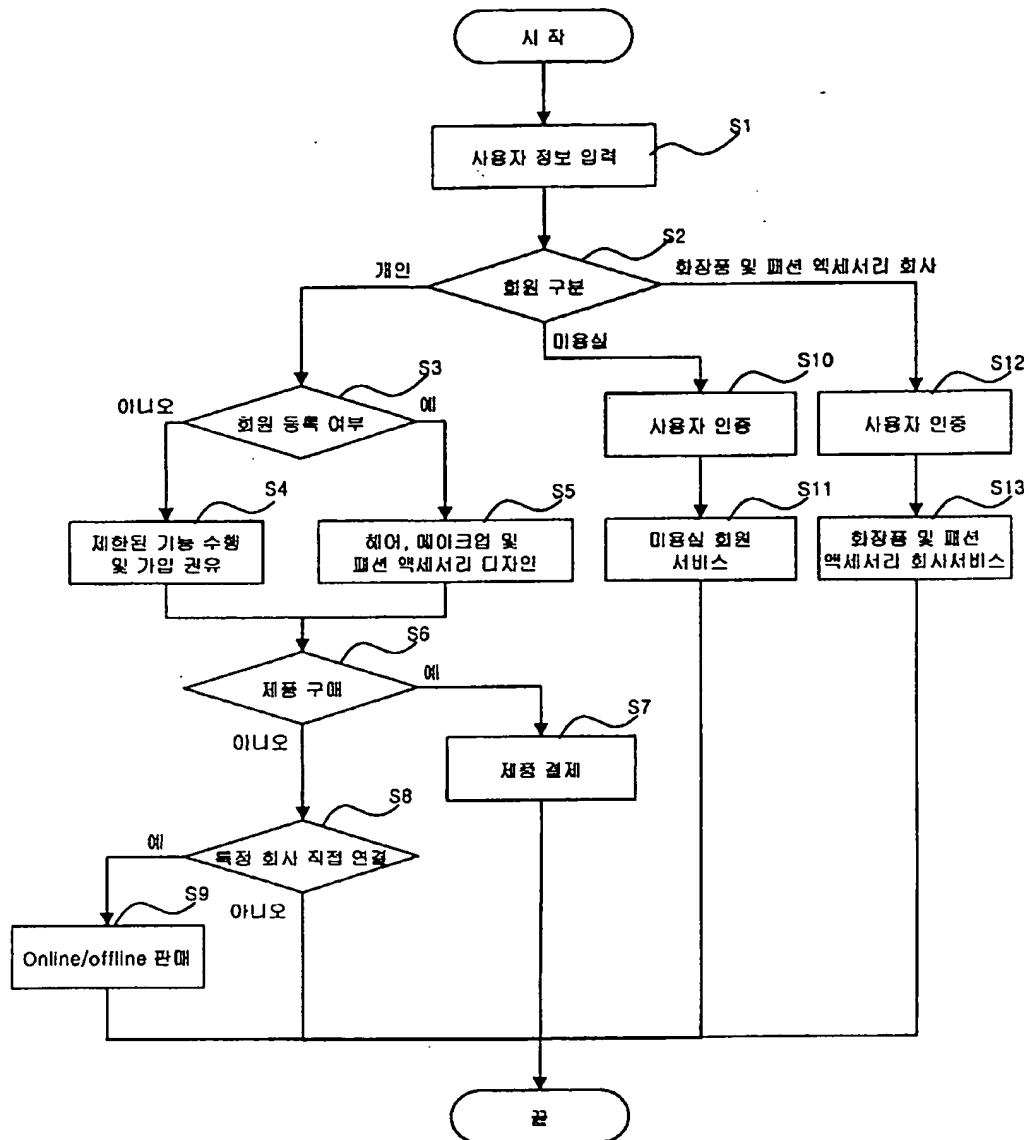 시 작
S1
사용자 정보 입력
S2
개인
화장품 및 패션 엑세서리 회사
회원 구분
미용실
S3
S10
S12
아니오
예
회원 등록 여부
사용자 인증
사용자 인증
S4
S5
S11
S13
제한된 기능 수행
및 가입 권유
헤어, 메이크업 및
패션 액세서리 디자인
미용실 회원
서비스
화장품 및 패션
액세서리 회사서비스
S6
제품 구매
예
S7
아니오
제품 결제
S8
예
특정 회사 직접 연결
S9
아니오
Online/offline 판매
끝